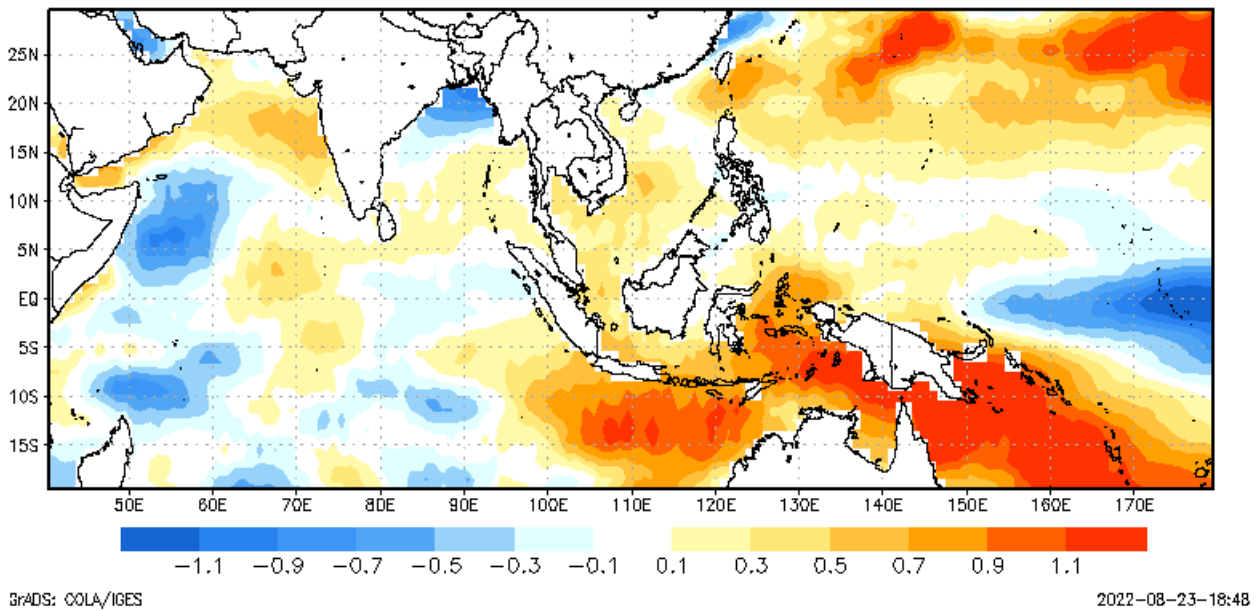 25N
20N
15N
10N
5N
EQ
5S
10S
15S
50E 60E 70E 80E 90E 100E 110E 120E 130E 140E 150E 160E 170E
-1.1 -0.9 -0.7 -0.5 -0.3 -0.1 0.1 0.3 0.5 0.7 0.9 1.1
GrADS: COLA/IGES 2022-08-23-18:48